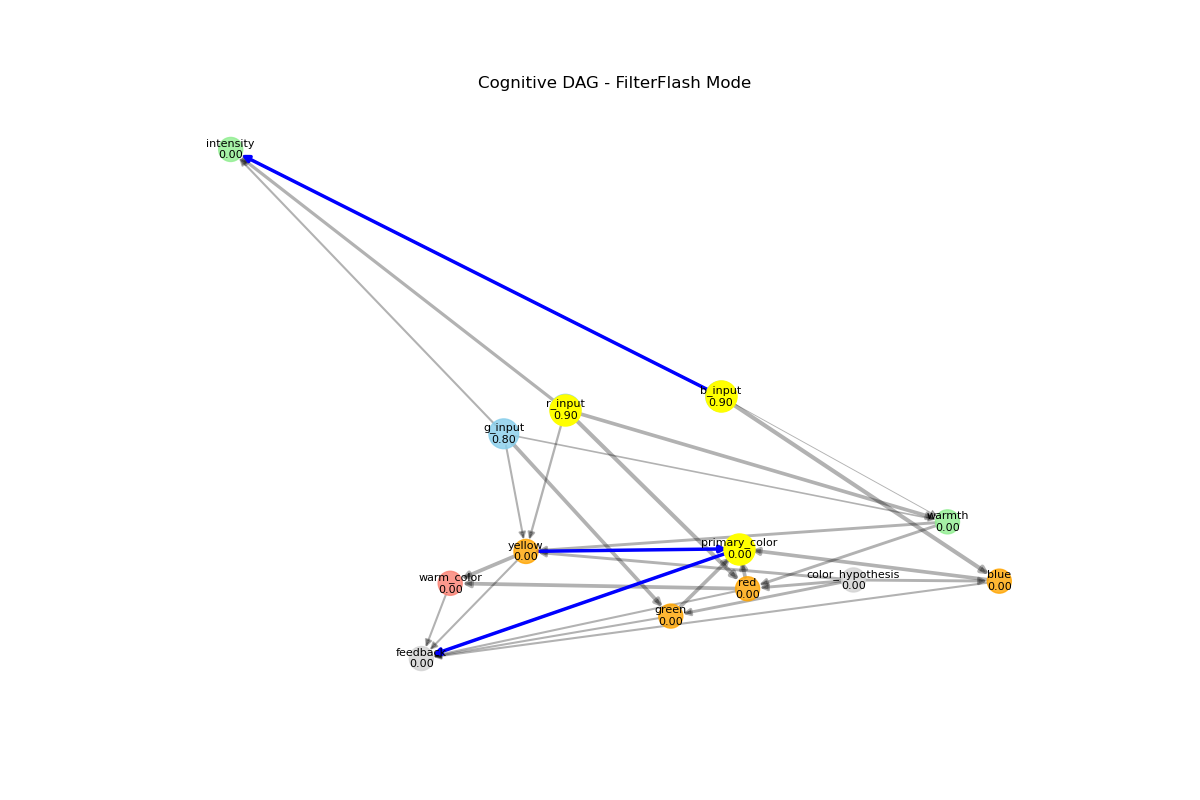 Cognitive DAG - FilterFlash Mode
intensity
0.00
b_input
0.90
r_input
0.90
g_input
0.80
warmth
0.00
primary_color
0.00
yellow
0.00
color_hypothesis
0.00
blue
0.00
warm_color
0.00
red
0.00
green
0.00
feedback
0.00